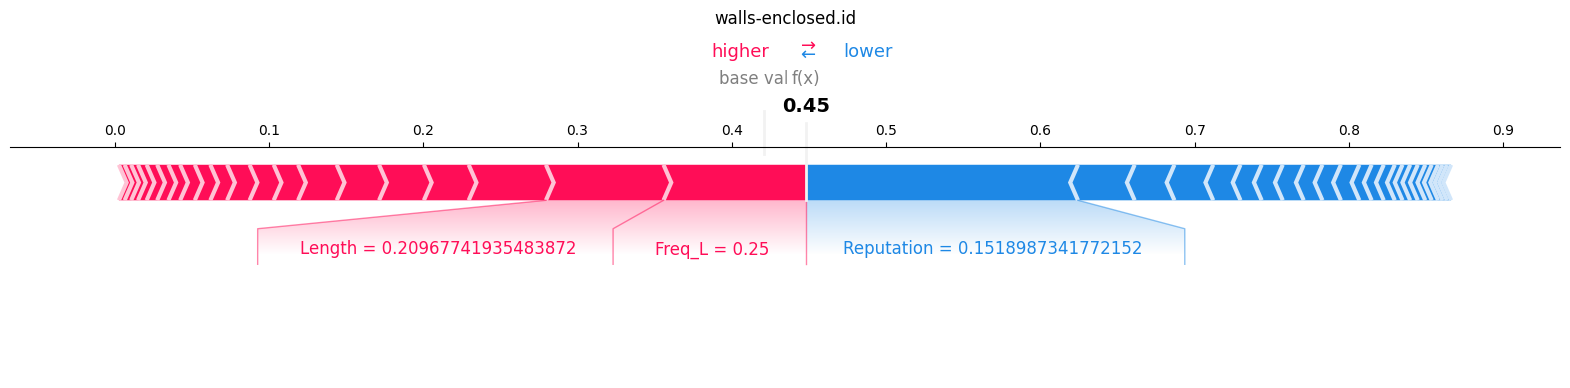 walls-enclosed.id
higher → ← lower
base val f(x)
0.45
0.0 0.1 0.2 0.3 0.4 0.5 0.6 0.7 0.8 0.9
Length = 0.20967741935483872 Freq_L = 0.25 Reputation = 0.1518987341772152